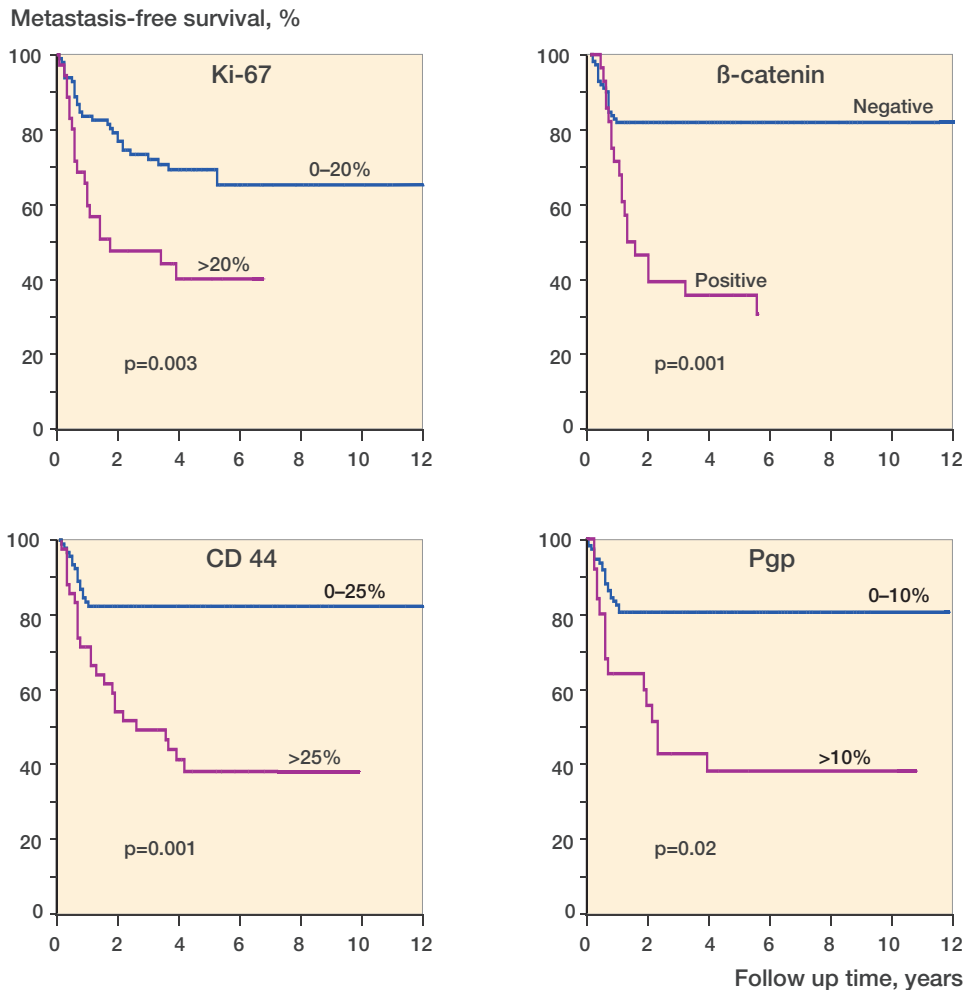 Metastasis-free survival, %
100
80
60
40
20
0
Ki-67
0–20%
>20%
p=0.003
0 2 4 6 8 10 12
100
80
60
40
20
0
ß-catenin
Negative
Positive
p=0.001
0 2 4 6 8 10 12
100
80
60
40
20
0
CD 44
0–25%
>25%
p=0.001
0 2 4 6 8 10 12
100
80
60
40
20
0
Pgp
0–10%
>10%
p=0.02
0 2 4 6 8 10 12
Follow up time, years